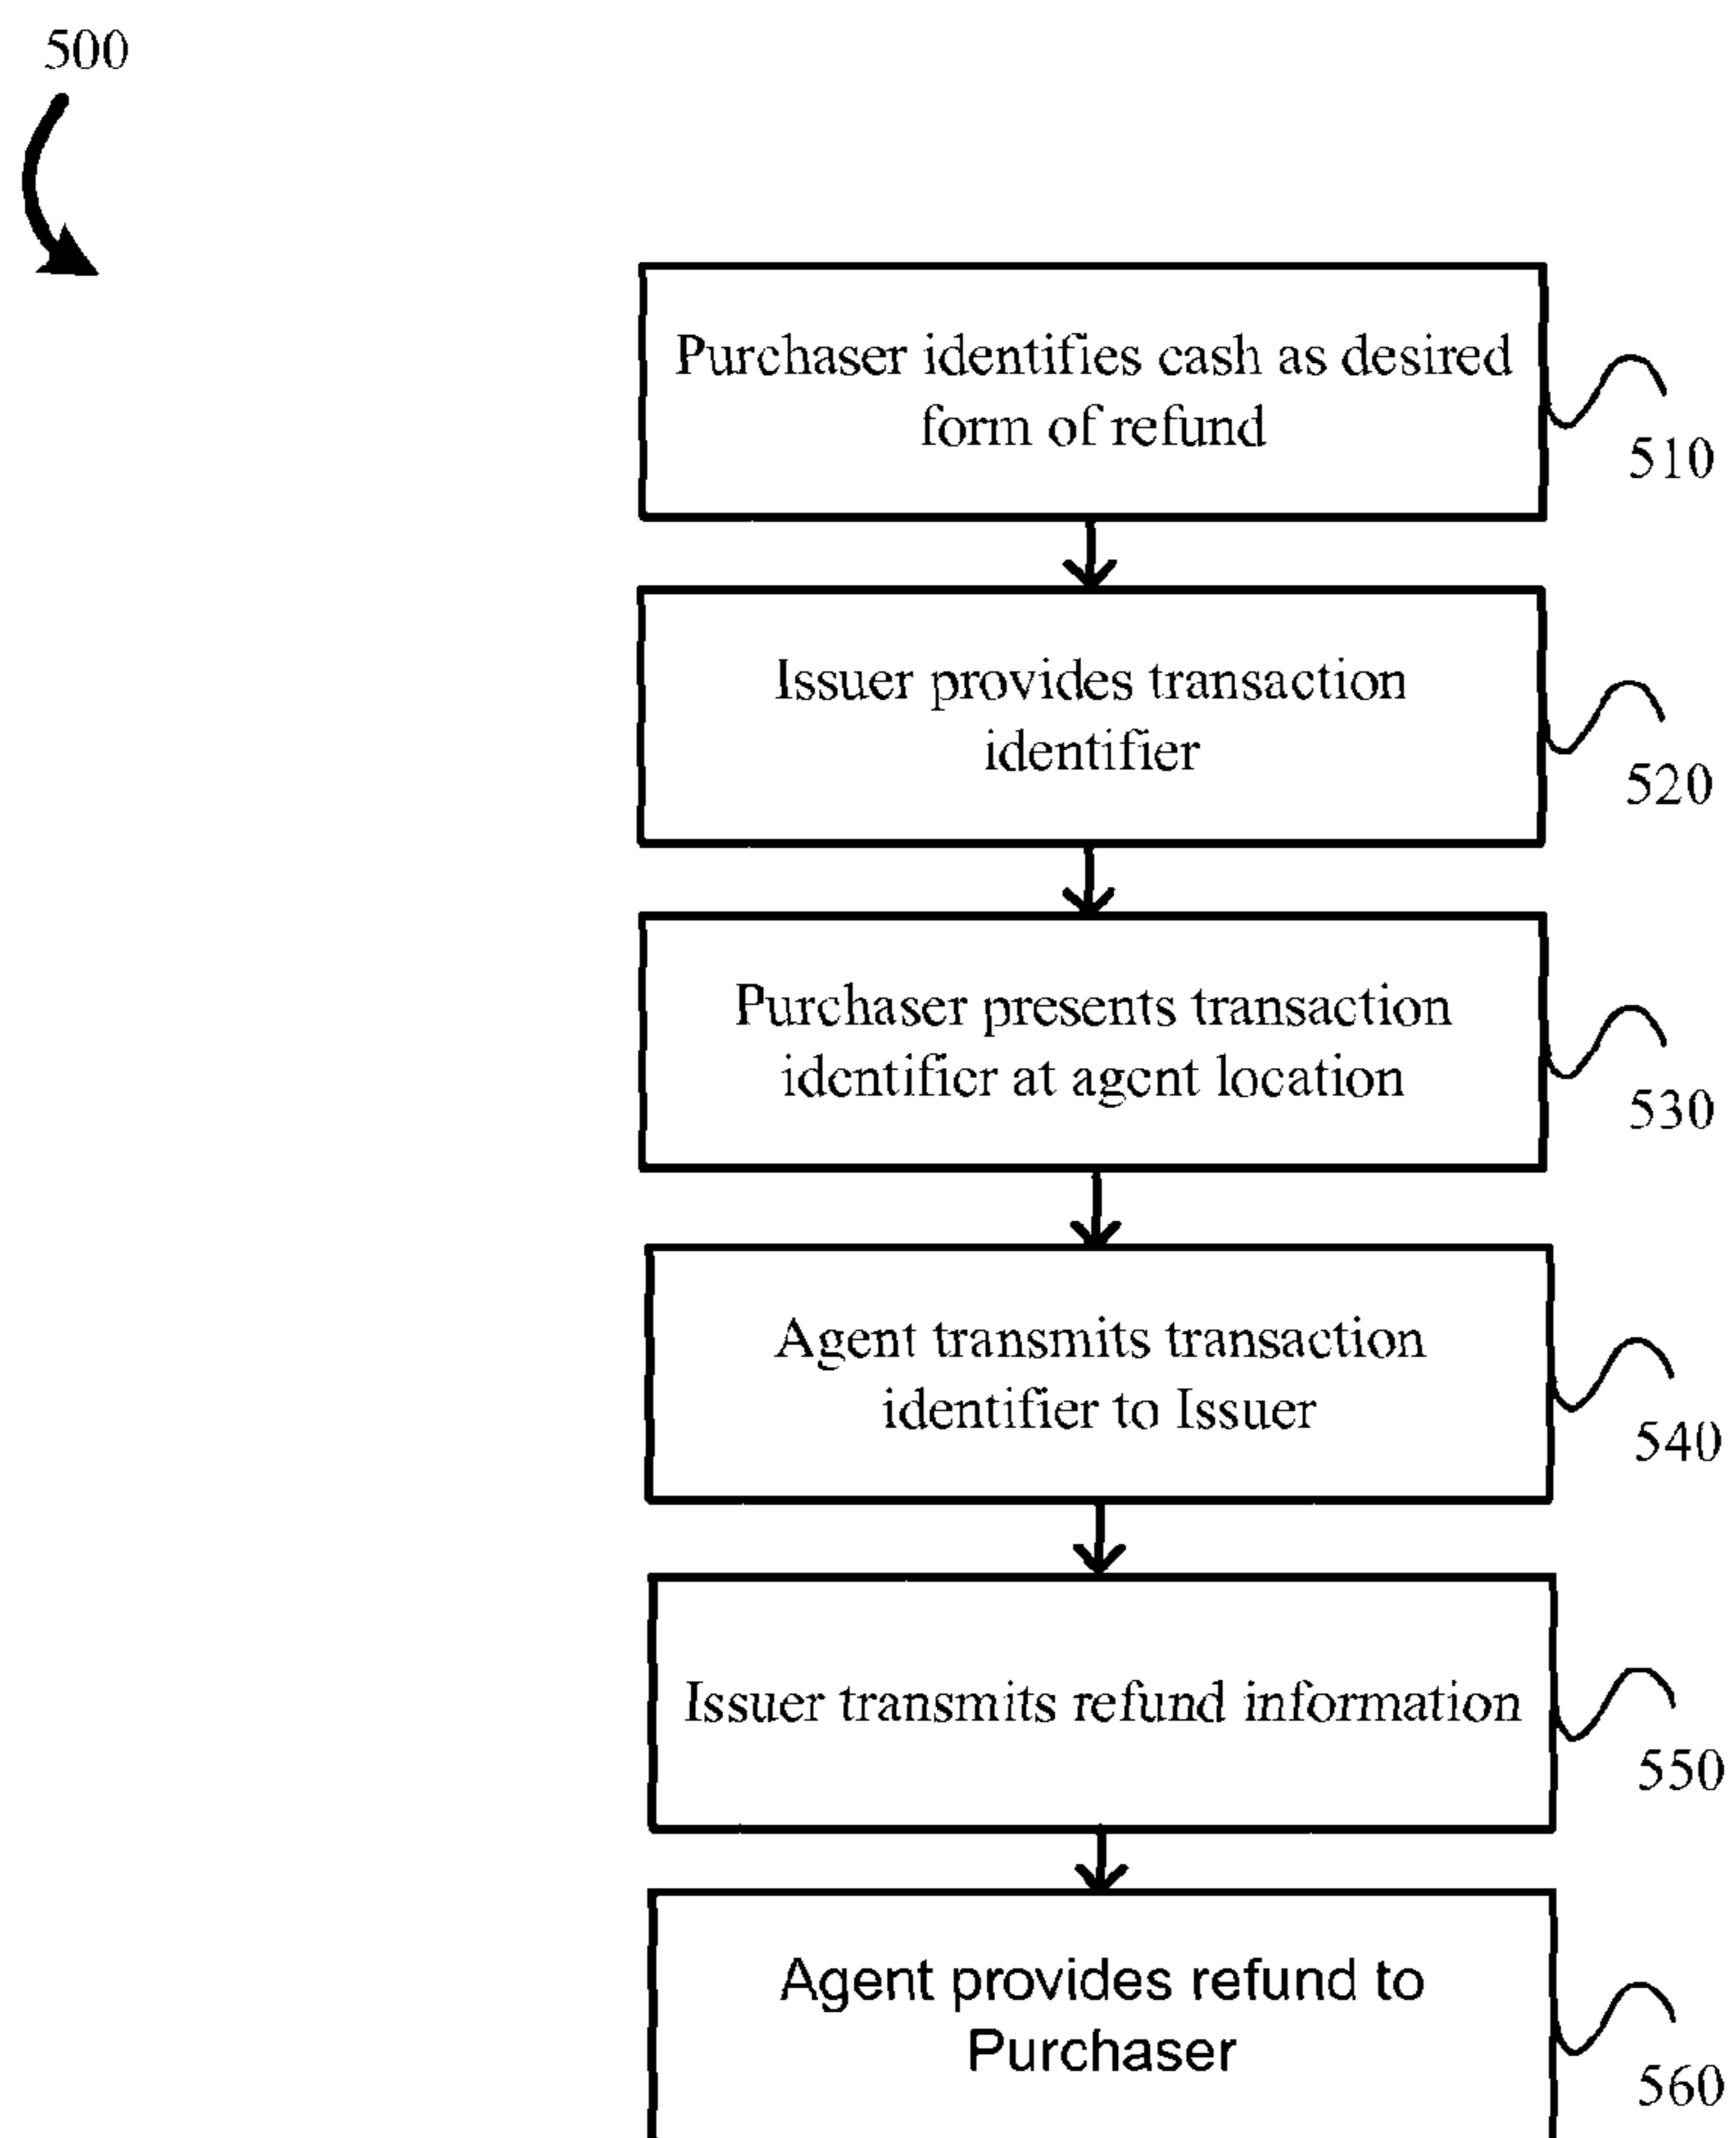 500
Purchaser identifies cash as desired
form of refund
510
Issuer provides transaction
identifier
520
Purchaser presents transaction
identifier at agent location
530
Agent transmits transaction
identifier to Issuer
540
Issuer transmits refund information
550
Agent provides refund to
Purchaser
560